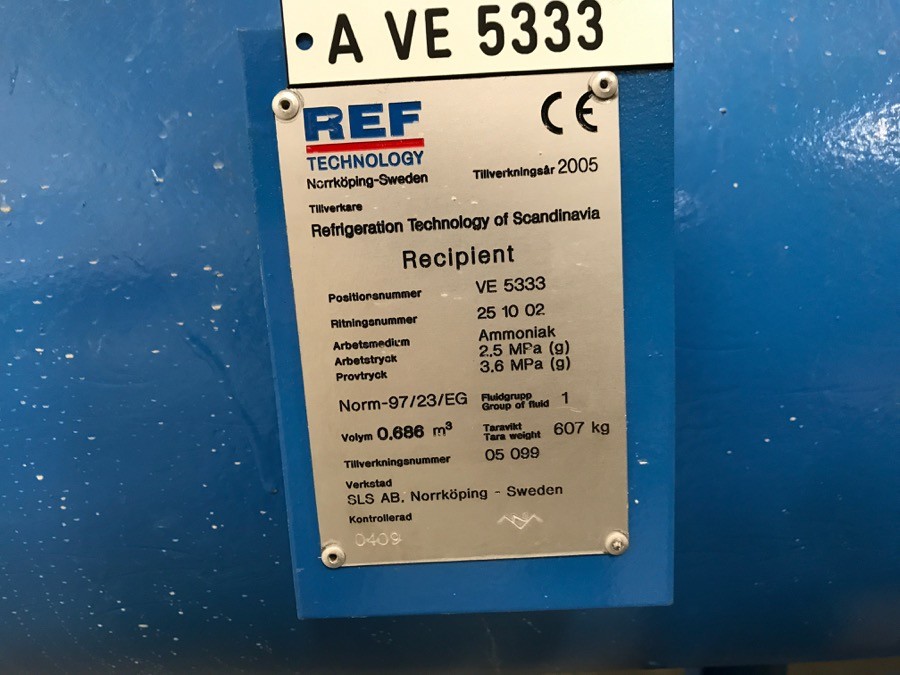 A VE 5333
REF
TECHNOLOGY
CE
Norrköping-Sweden
Tillverkningsår 2005
Tillverkare
Refrigeration Technology of Scandinavia
Recipient
Positionsnummer VE 5333
Ritningsnummer 25 10 02
Arbetsmedium Ammoniak
Arbetstryck 2.5 MPa (g)
Provtryck 3.6 MPa (g)
Norm-97/23/EG Fluidgrupp
Group of fluid 1
Volym 0.686 m³ Taravikt
Tara weight 607 kg
Tillverkningsnummer 05 099
Verkstad
SLS AB. Norrköping - Sweden
Kontrollerad
0409